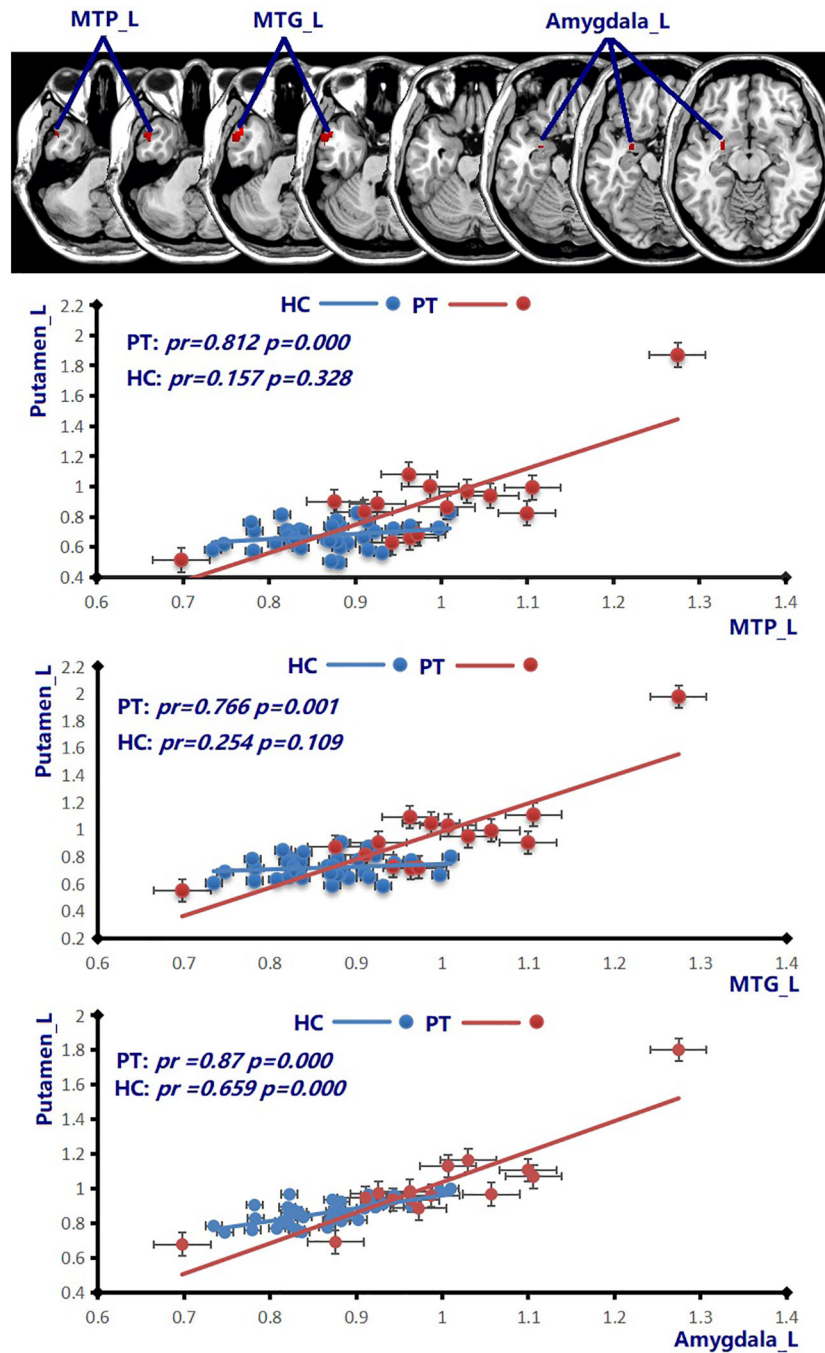 MTP_L MTG_L Amygdala_L
HC PT
Putamen_L
2.2
2
1.8
1.6
1.4
1.2
1
0.8
0.6
0.4
PT: pr=0.812 p=0.000
HC: pr=0.157 p=0.328
0.6 0.7 0.8 0.9 1 1.1 1.2 1.3 1.4
MTP_L
HC PT
Putamen_L
2.2
2
1.8
1.6
1.4
1.2
1
0.8
0.6
0.4
0.2
PT: pr=0.766 p=0.001
HC: pr=0.254 p=0.109
0.6 0.7 0.8 0.9 1 1.1 1.2 1.3 1.4
MTG_L
HC PT
Putamen_L
2
1.8
1.6
1.4
1.2
1
0.8
0.6
0.4
PT: pr =0.87 p=0.000
HC: pr =0.659 p=0.000
0.6 0.7 0.8 0.9 1 1.1 1.2 1.3 1.4
Amygdala_L